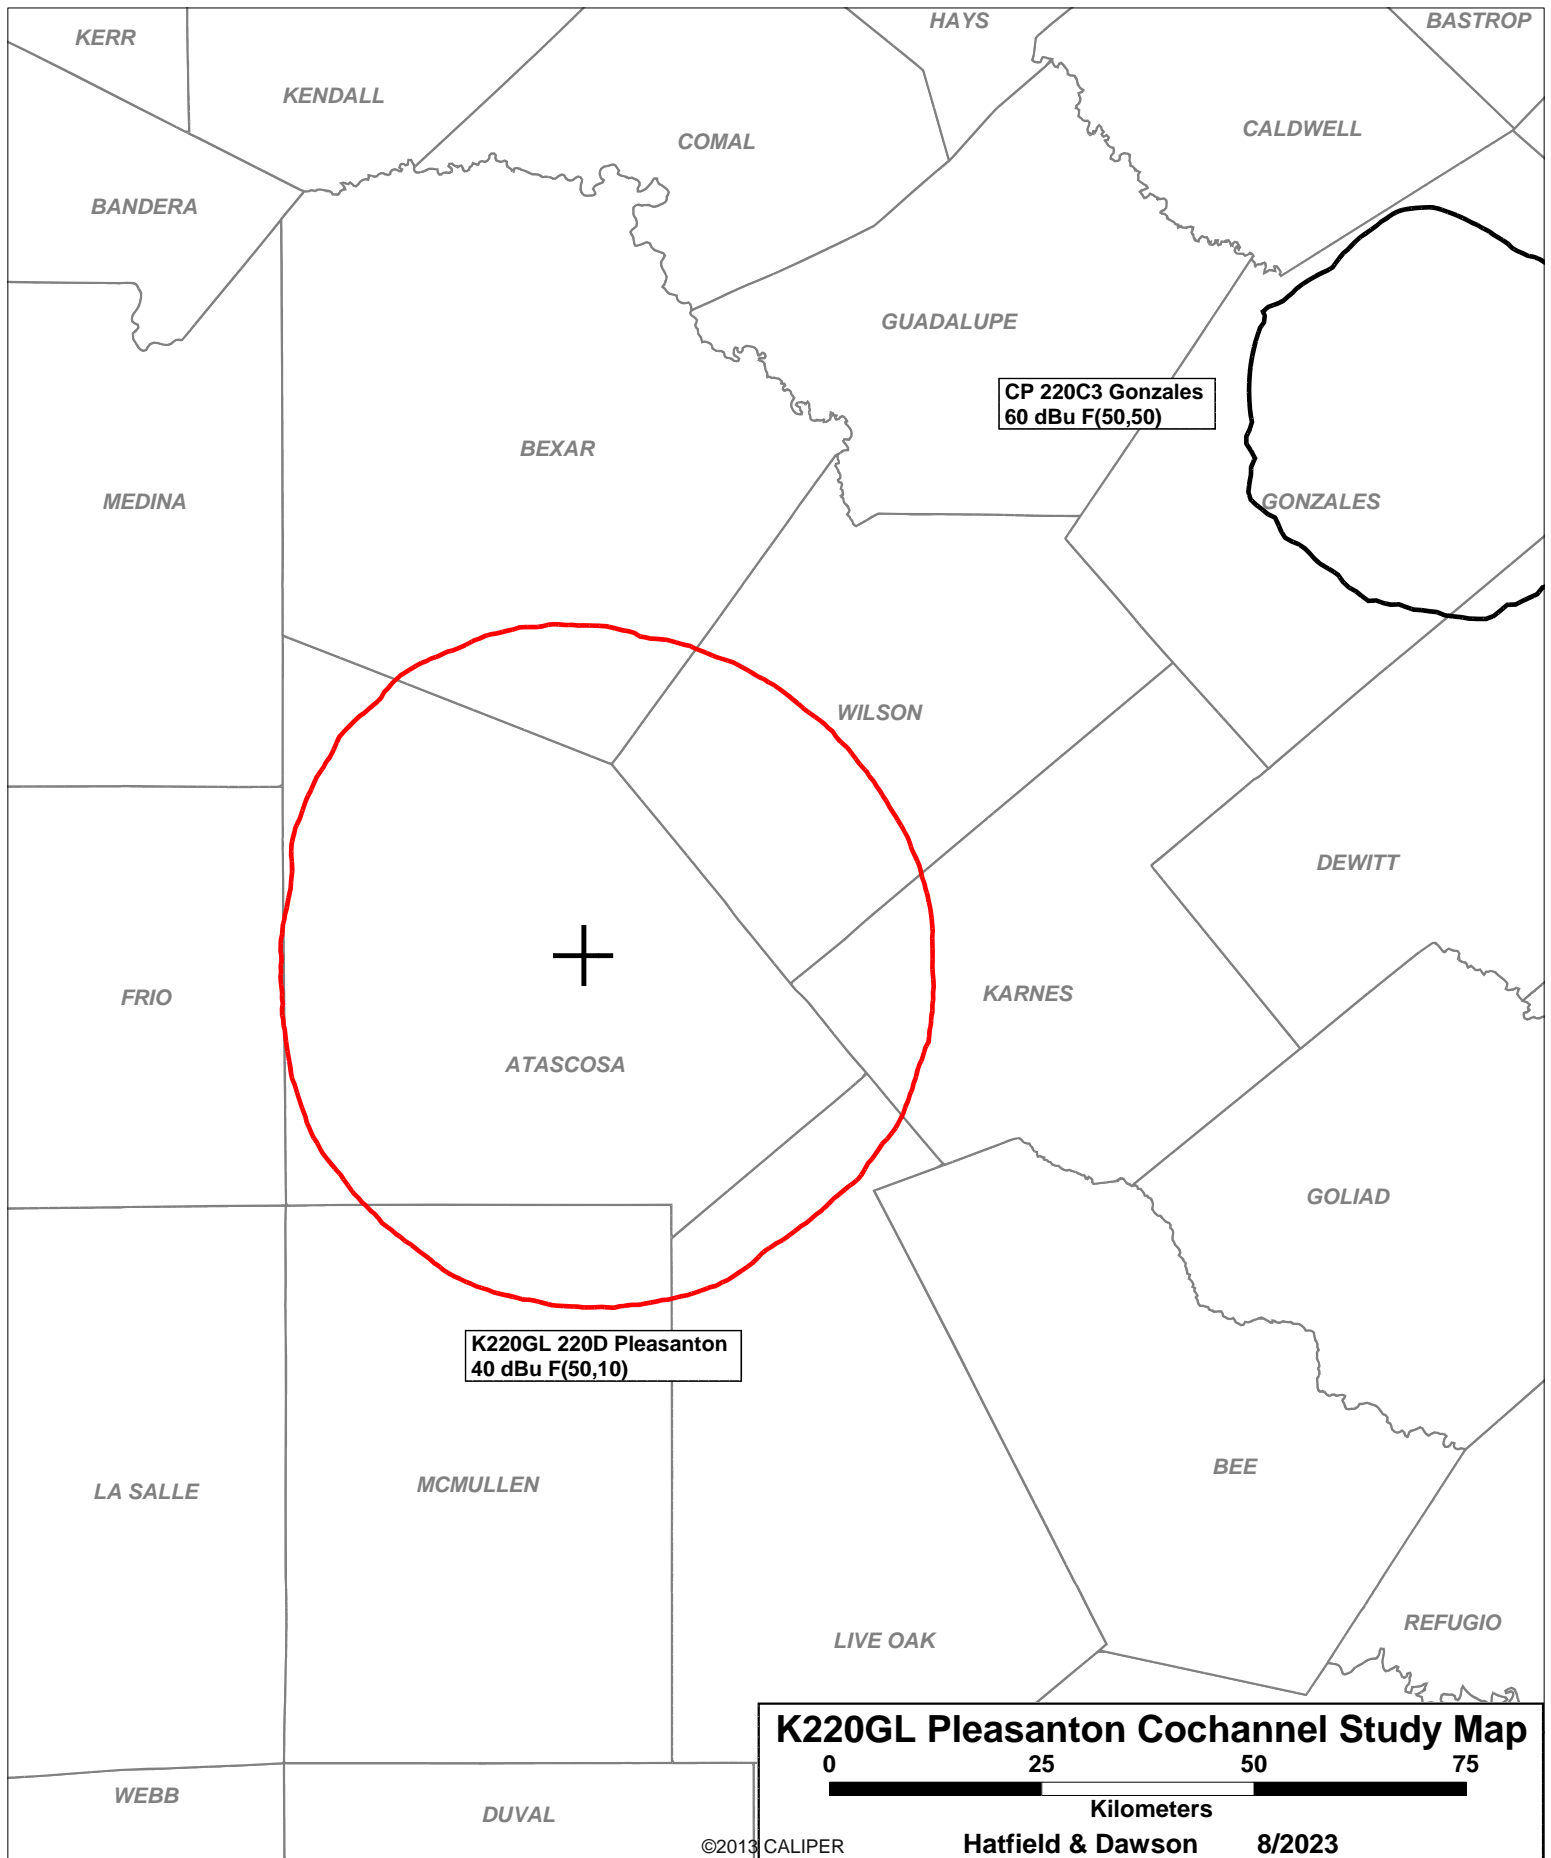 HAYS
BASTROP
KERR
KENDALL
CALDWELL
COMAL
BANDERA
GUADALUPE
CP 220C3 Gonzales
60 dBu F(50,50)
BEXAR
MEDINA
GONZALES
WILSON
DEWITT
FRIO
KARNES
ATASCOSA
GOLIAD
K220GL 220D Pleasanton
40 dBu F(50,10)
BEE
MCMULLEN
LA SALLE
REFUGIO
LIVE OAK
K220GL Pleasanton Cochannel Study Map
0 25 50 75
Kilometers
WEBB
DUVAL
©2013 CALIPER
Hatfield & Dawson 8/2023